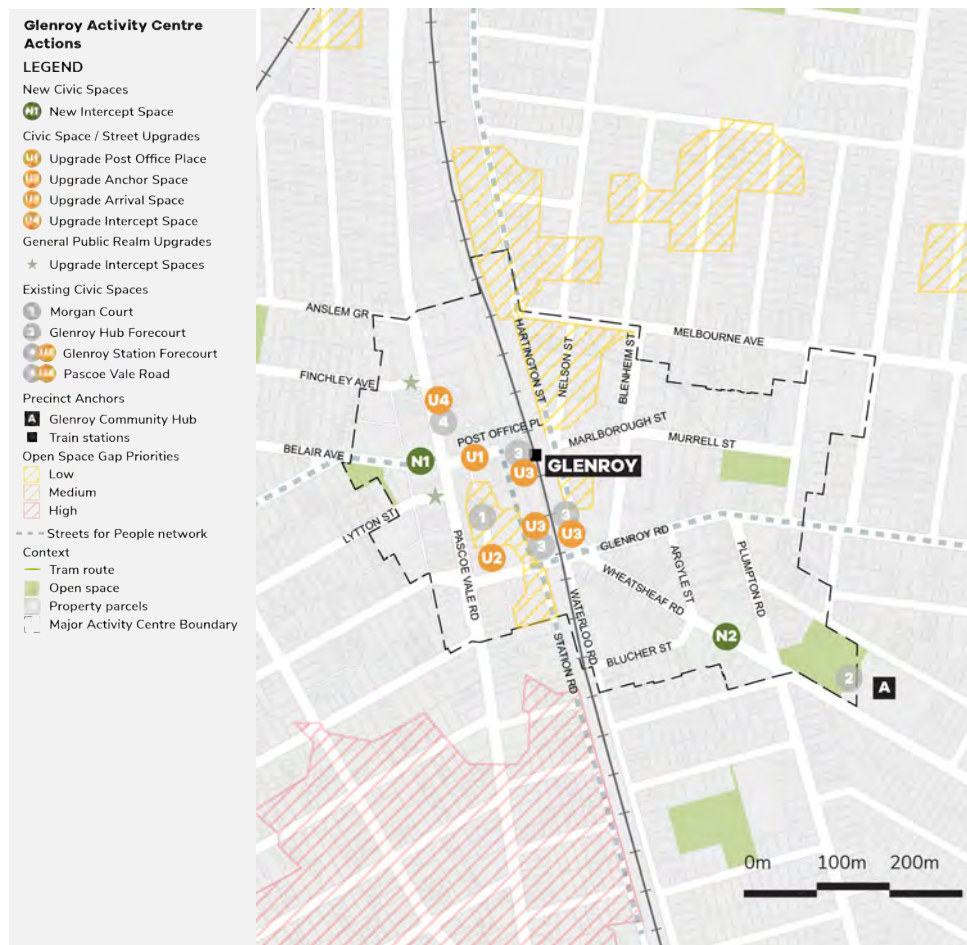 Glenroy Activity Centre
Actions
LEGEND
New Civic Spaces
N1 New Intercept Space
Civic Space / Street Upgrades
U1 Upgrade Post Office Place
Upgrade Anchor Space
Upgrade Arrival Space
U4 Upgrade Intercept Space
General Public Realm Upgrades
Upgrade Intercept Spaces
Existing Civic Spaces
1 Morgan Court
3 Glenroy Hub Forecourt
Glenroy Station Forecourt
Pascoe Vale Road
Precinct Anchors
A Glenroy Community Hub
Train stations
Open Space Gap Priorities
Low
Medium
High
Streets for People network
Context
Tram route
Open space
Property parcels
Major Activity Centre Boundary
ANSLEM GR
MELBOURNE AVE
HARTINGTON ST
NELSON ST
BLENHEIM ST
FINCHLEY AVE
U4
4
POST OFFICE PL
MARLBOROUGH ST
MURRELL ST
BELAIR AVE
N1
U1
3
U3
GLENROY
LYTTON ST
1
U3
3
U3
3
GLENROY RD
PASCOE VALE RD
U2
WHEATSHEAF RD
ARGYLE ST
PLUMPTON RD
WATERLOO RD
STATION RD
BLUCHER ST
N2
2
A
0m 100m 200m